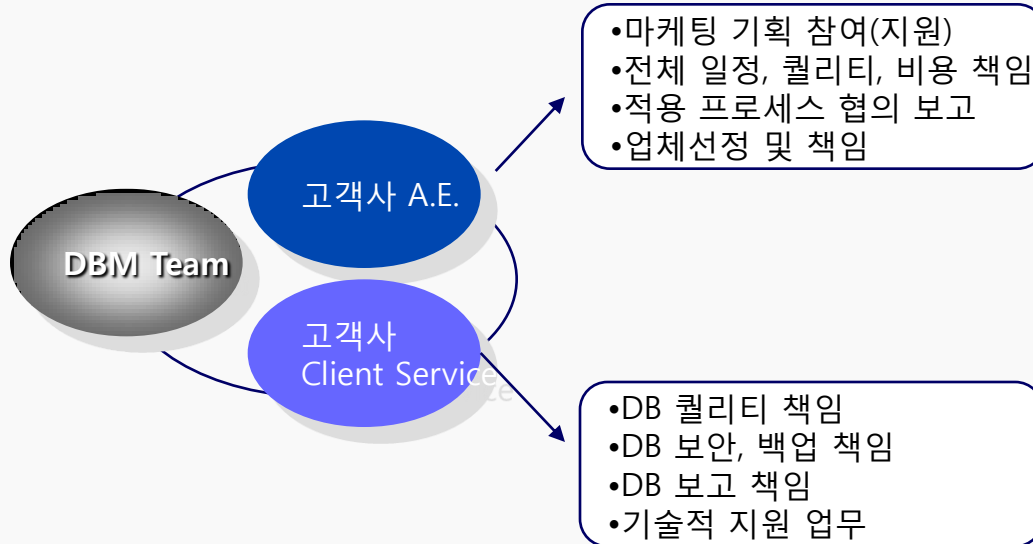 •마케팅 기획 참여(지원)
•전체 일정, 퀄리티, 비용 책임
•적용 프로세스 협의 보고
•업체선정 및 책임
고객사 A.E.
DBM Team
고객사
Client Service
•DB 퀄리티 책임
•DB 보안, 백업 책임
•DB 보고 책임
•기술적 지원 업무